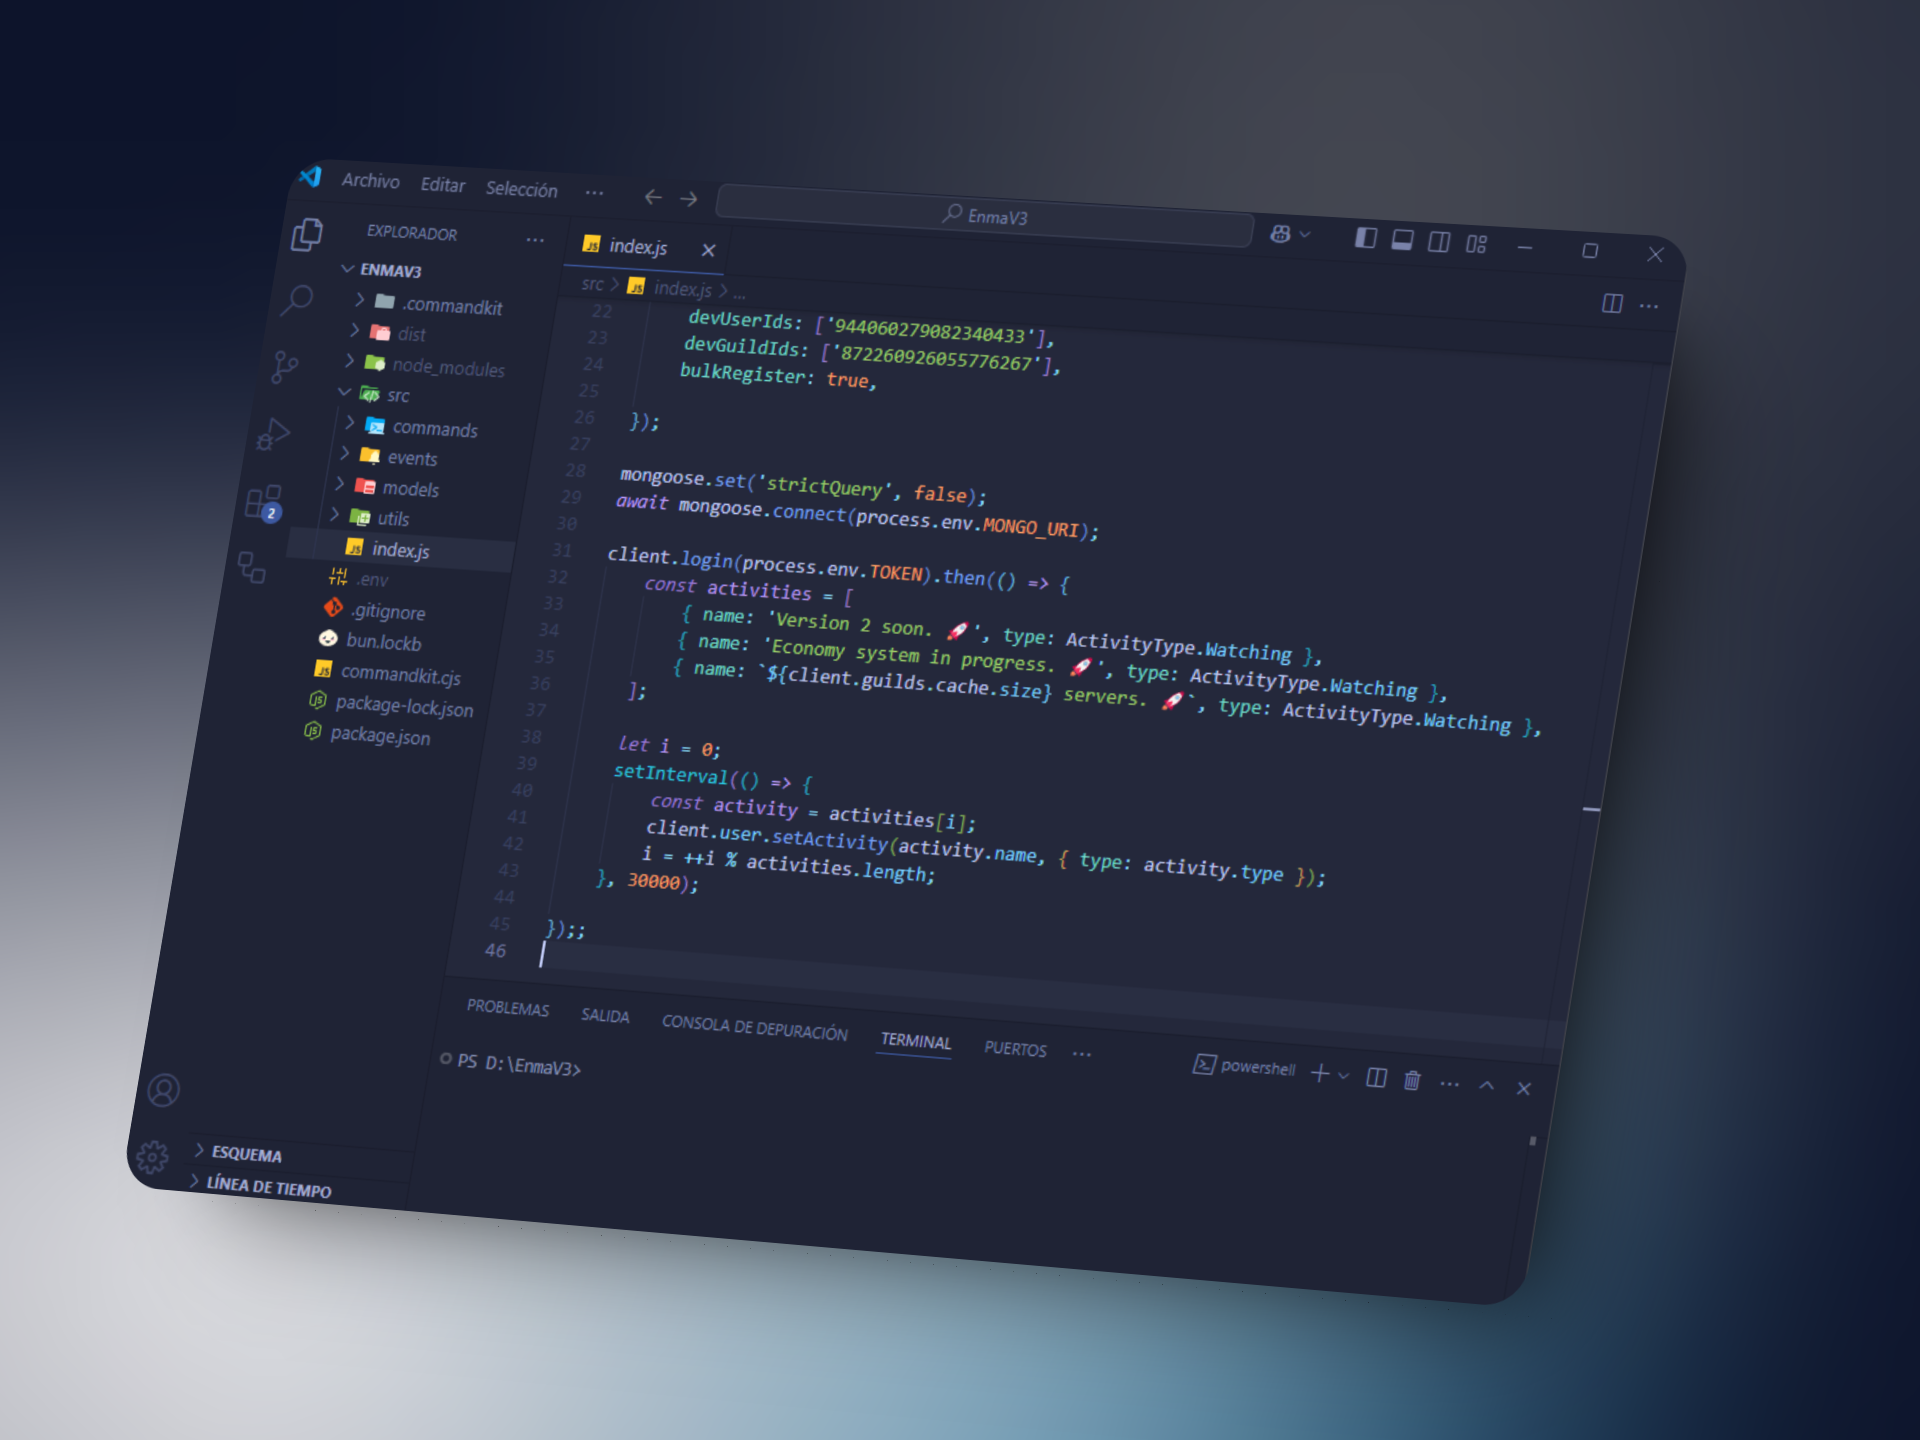 Archivo Editar Selección ...
EnmaV3
EXPLORADOR ...
ENMAV3
.commandkit
dist
node_modules
src
commands
events
models
utils
index.js
.env
.gitignore
bun.lockb
commandkit.cjs
package-lock.json
package.json
2
ESQUEMA
LÍNEA DE TIEMPO
JS index.js
src > JS index.js > ...
22 devUserIds: ['944060279082340433'],
23 devGuildIds: ['872260926055776267'],
24 bulkRegister: true,
25
26 });
27
28 mongoose.set('strictQuery', false);
29 await mongoose.connect(process.env.MONGO_URI);
30
31 client.login(process.env.TOKEN).then(() => {
32 const activities = [
33 { name: 'Version 2 soon. 🚀', type: ActivityType.Watching },
34 { name: 'Economy system in progress. 🚀', type: ActivityType.Watching },
35 { name: `${client.guilds.cache.size} servers. 🚀`, type: ActivityType.Watching },
36 ];
37
38 let i = 0;
39 setInterval(() => {
40 const activity = activities[i];
41 client.user.setActivity(activity.name, { type: activity.type });
42 i = ++i % activities.length;
43 }, 30000);
44
45 });;
46
PROBLEMAS SALIDA CONSOLA DE DEPURACIÓN TERMINAL PUERTOS ...
powershell
PS D:\EnmaV3>